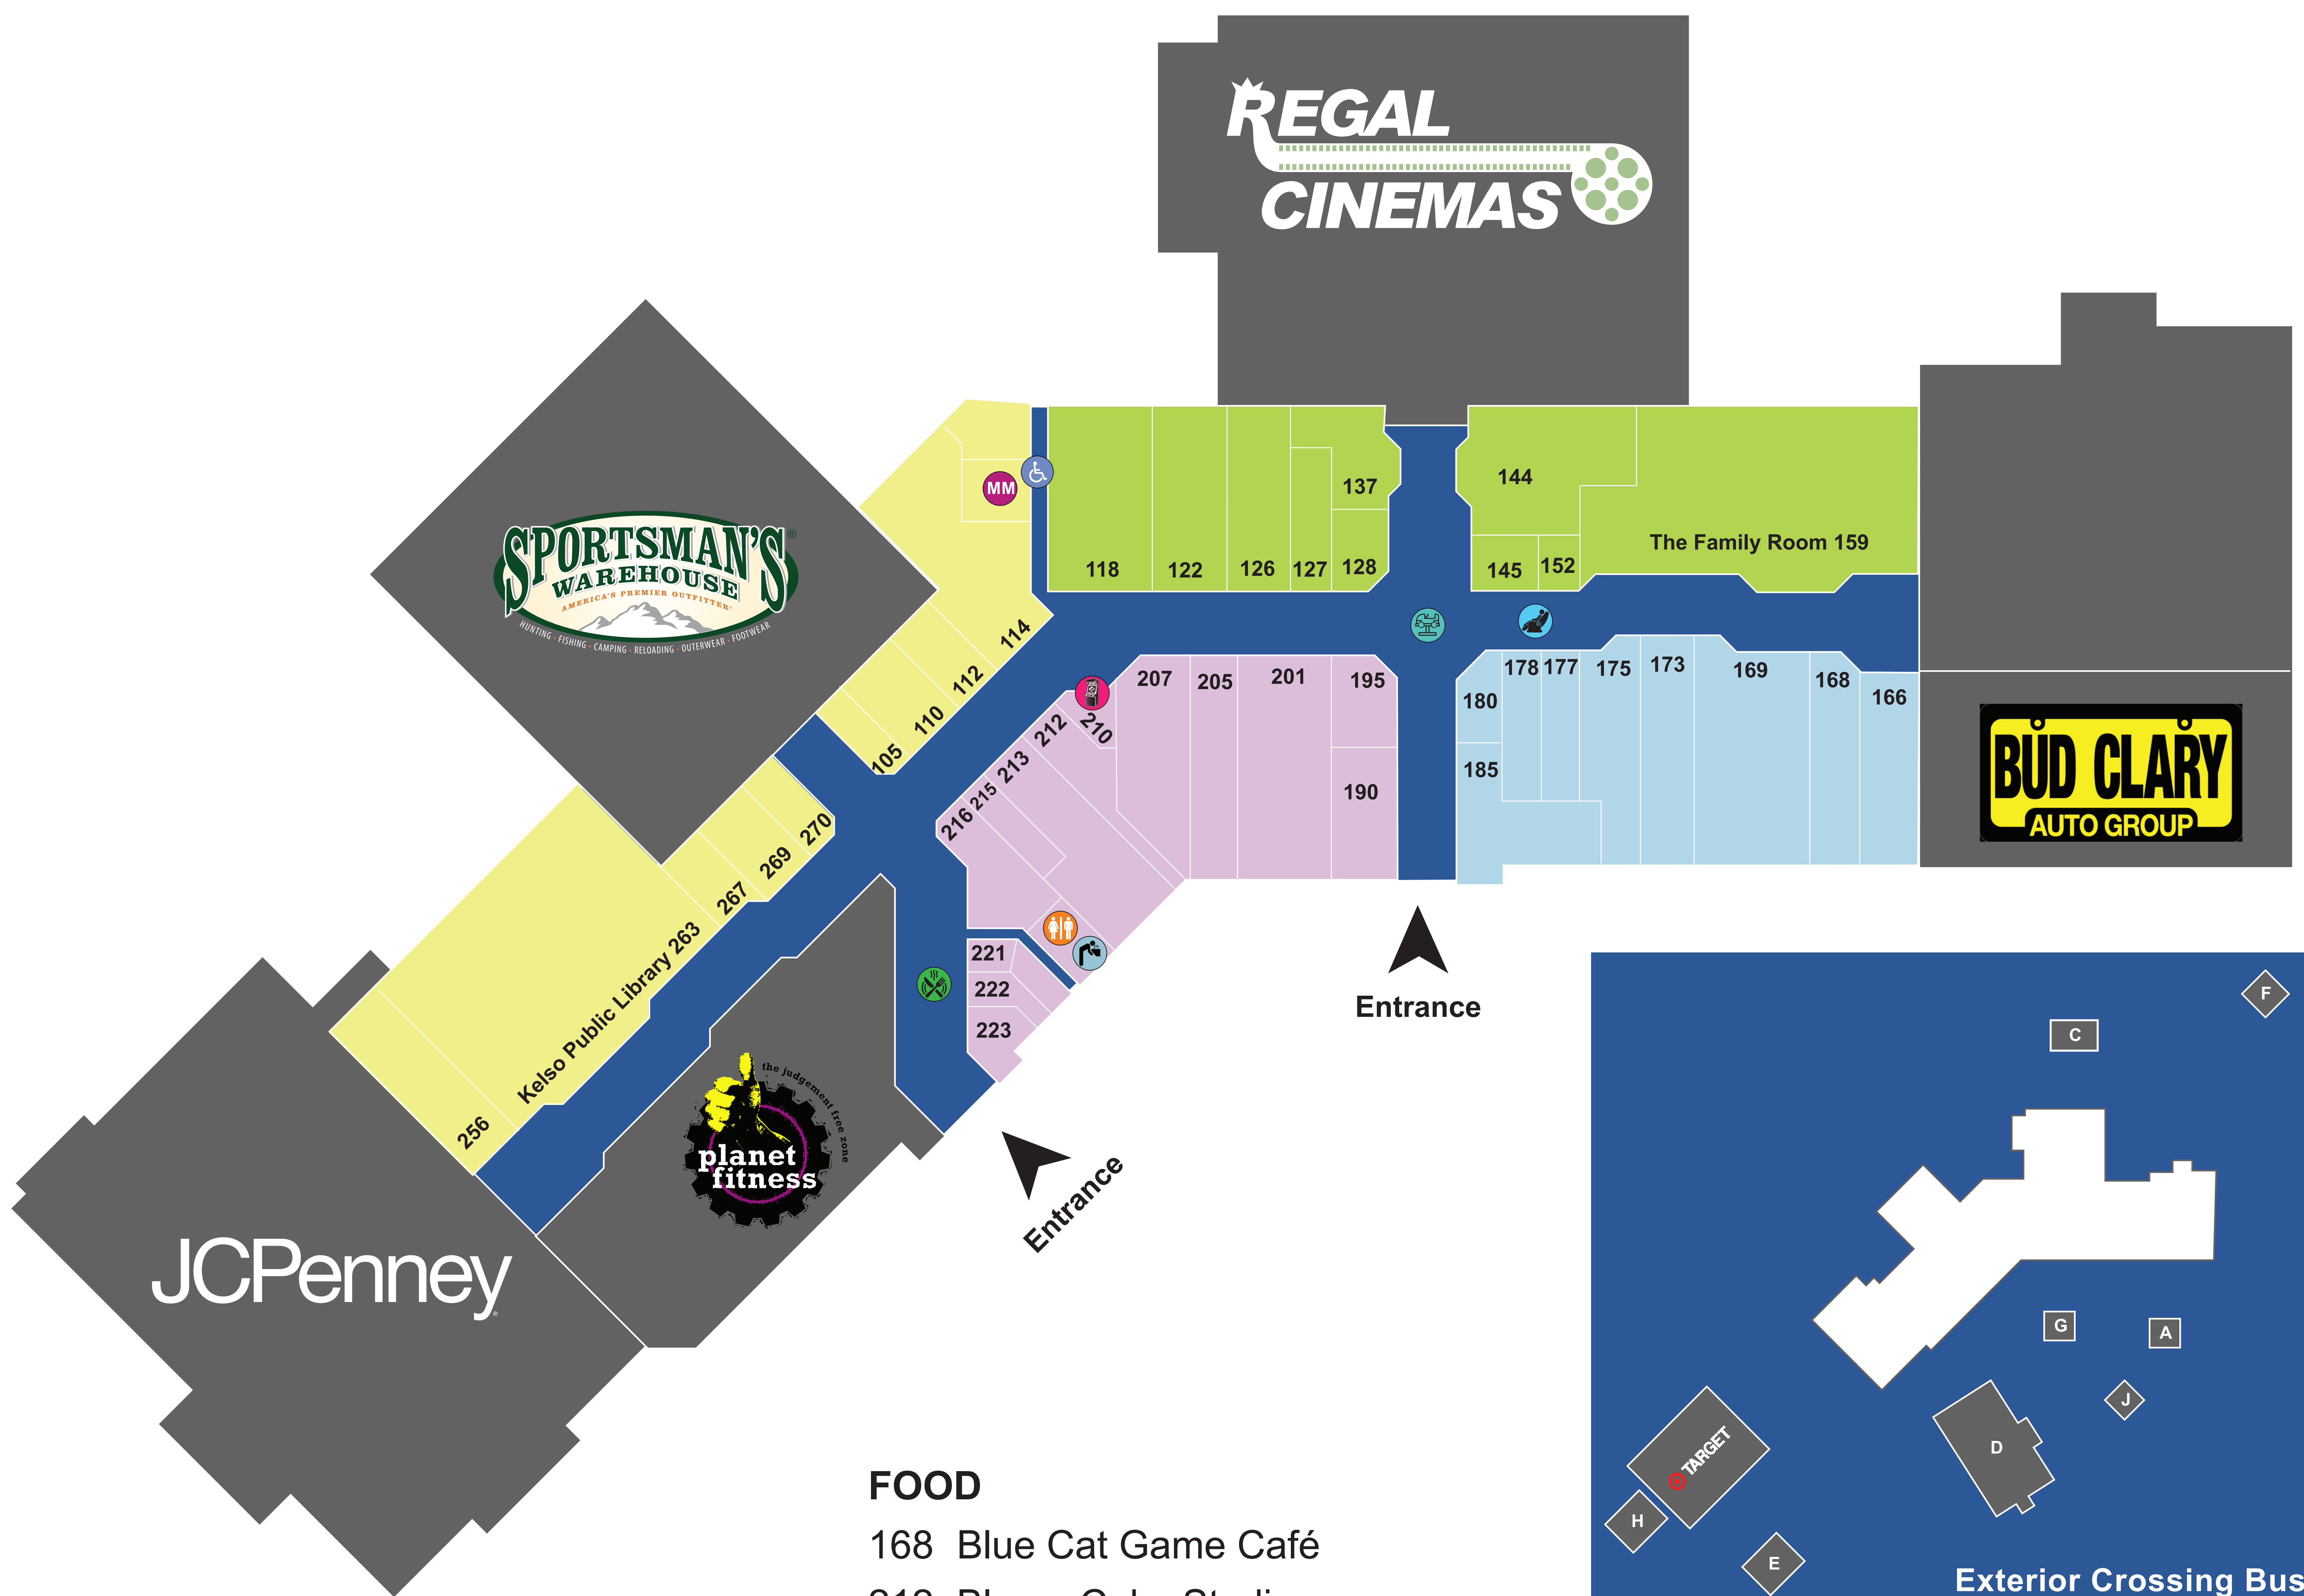 REGAL
CINEMAS
SPORTSMAN'S®
WAREHOUSE
AMERICA'S PREMIER OUTFITTER™
HUNTING · FISHING · CAMPING · RELOADING · OUTERWEAR · FOOTWEAR
MM
118
122
126
127
128
137
144
145
152
The Family Room 159
114
112
110
105
207
205
201
195
190
210
212
213
215
216
180
185
178
177
175
173
169
168
166
BUD CLARY
AUTO GROUP
270
269
267
Kelso Public Library 263
256
221
222
223
Entrance
Entrance
the judgement free zone
planet
fitness
JCPenney®
F
C
G
A
J
D
TARGET
H
E
Exterior Crossing Bus
FOOD
168 Blue Cat Game Café